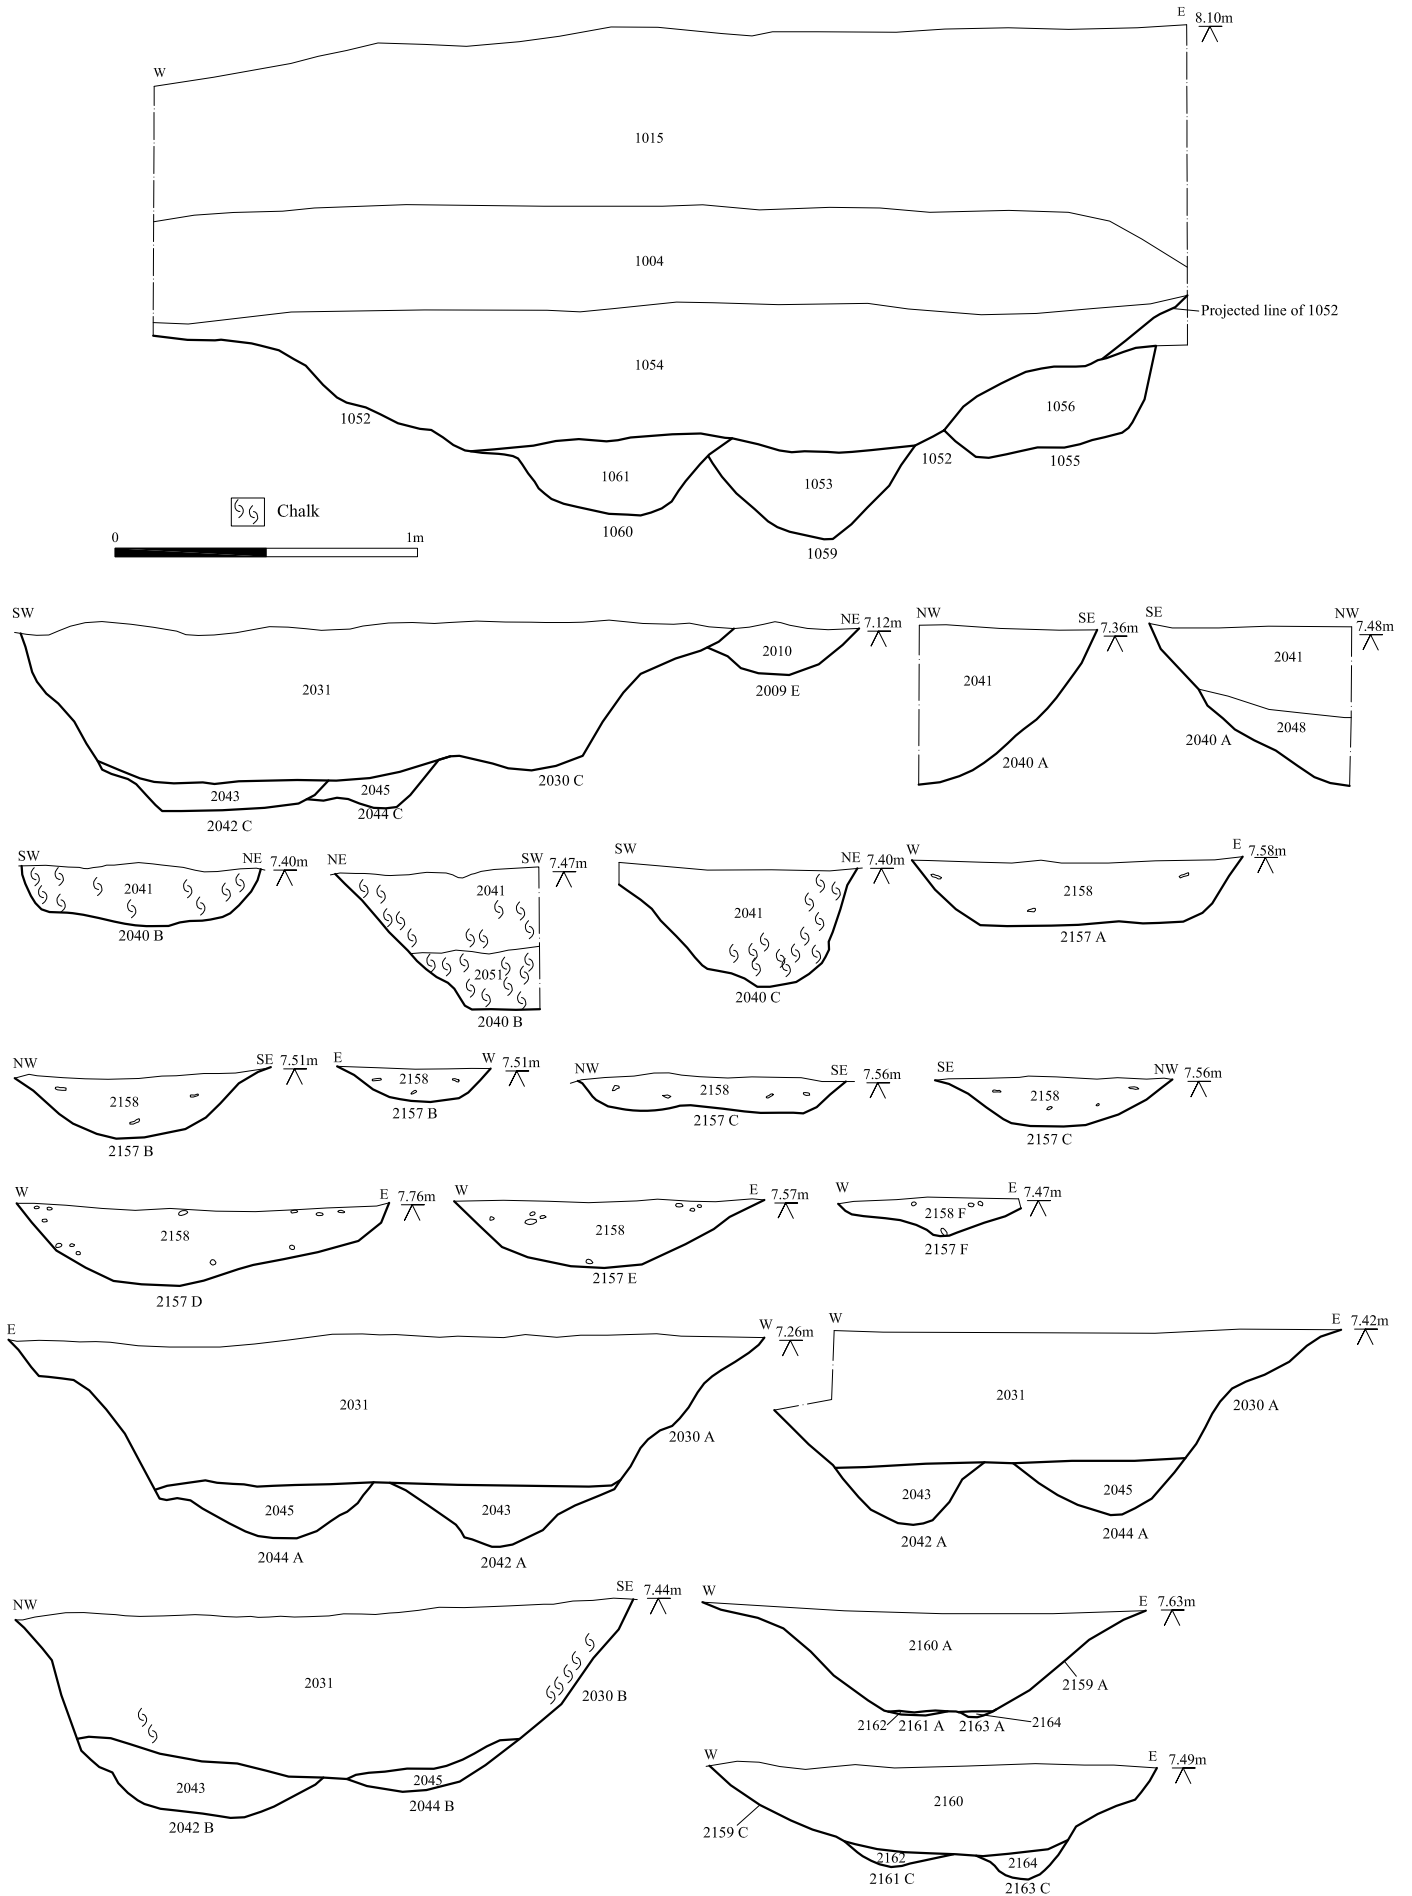 E 8.10m
W
1015
1004
Projected line of 1052
1054
1052
1056
1052
1055
1061
1053
1060
1059
Chalk
0 1m
SW NE 7.12m
2010
2031
2009 E
2030 C
2043
2045
2042 C
2044 C
NW SE 7.36m
2041
2040 A
SE NW 7.48m
2041
2048
2040 A
SW NE 7.40m
2041
2040 B
NE SW 7.47m
2041
2051
2040 B
SW NE 7.40m
2041
2040 C
W E 7.58m
2158
2157 A
NW SE 7.51m
2158
2157 B
E W 7.51m
2158
2157 B
NW SE 7.56m
2158
2157 C
SE NW 7.56m
2158
2157 C
W E 7.76m
2158
2157 D
W E 7.57m
2158
2157 E
W E 7.47m
2158 F
2157 F
E W 7.26m
2031
2030 A
2045
2043
2044 A
2042 A
W E 7.42m
2031
2030 A
2043
2045
2042 A
2044 A
NW SE 7.44m
2031
2030 B
2043
2045
2042 B
2044 B
W E 7.63m
2160 A
2159 A
2162 2161 A 2163 A 2164
W E 7.49m
2160
2159 C
2162
2164
2161 C
2163 C